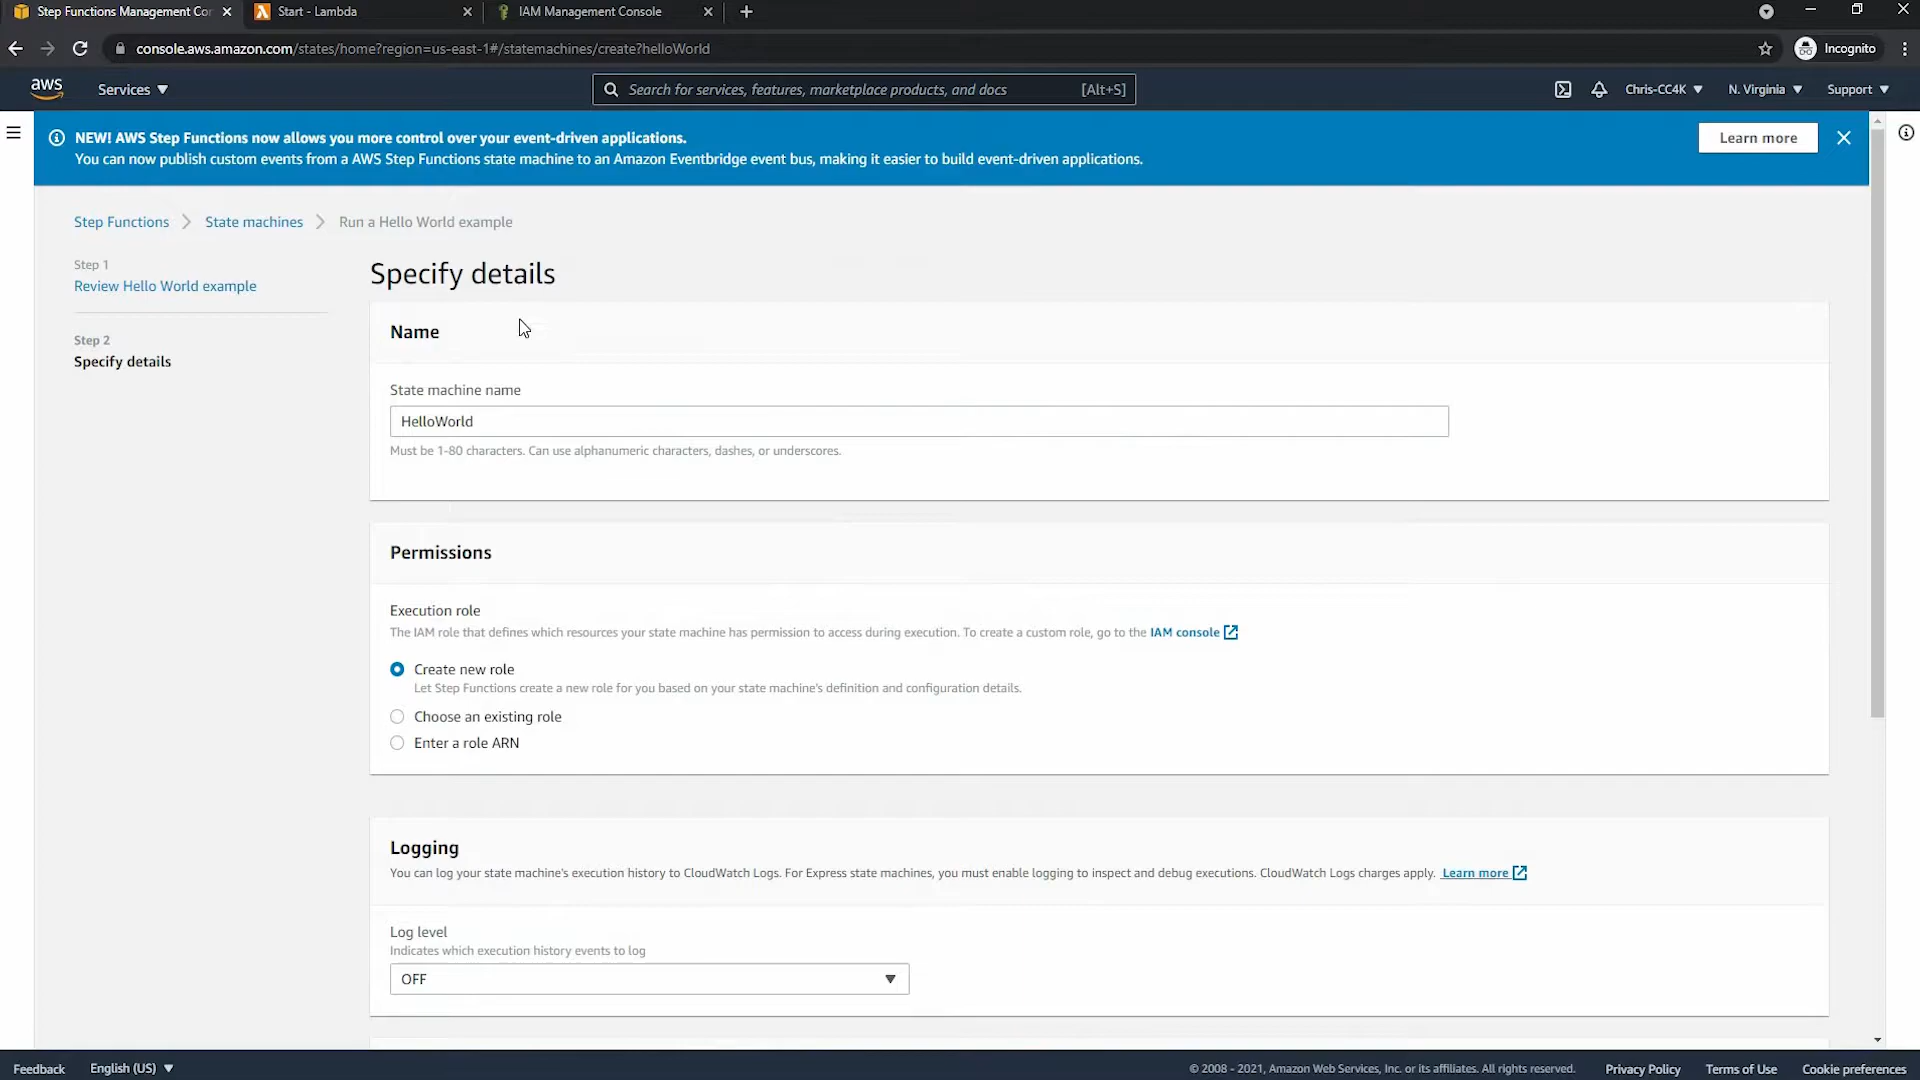 Step Functions Management Cor
Start - Lambda
IAM Management Console
console.aws.amazon.com/states/home?region=us-east-1#/statemachines/create?helloWorld
Incognito
aws
Services
Search for services, features, marketplace products, and docs
[Alt+S]
Chris-CC4K
N. Virginia
Support
NEW! AWS Step Functions now allows you more control over your event-driven applications.
You can now publish custom events from a AWS Step Functions state machine to an Amazon Eventbridge event bus, making it easier to build event-driven applications.
Learn more
Step Functions
State machines
Run a Hello World example
Step 1
Review Hello World example
Step 2
Specify details
Specify details
Name
State machine name
HelloWorld
Must be 1-80 characters. Can use alphanumeric characters, dashes, or underscores.
Permissions
Execution role
The IAM role that defines which resources your state machine has permission to access during execution. To create a custom role, go to the IAM console
Create new role
Let Step Functions create a new role for you based on your state machine's definition and configuration details.
Choose an existing role
Enter a role ARN
Logging
You can log your state machine's execution history to CloudWatch Logs. For Express state machines, you must enable logging to inspect and debug executions. CloudWatch Logs charges apply. Learn more
Log level
Indicates which execution history events to log
OFF
Feedback
English (US)
© 2008 - 2021, Amazon Web Services, Inc. or its affiliates. All rights reserved.
Privacy Policy
Terms of Use
Cookie preferences